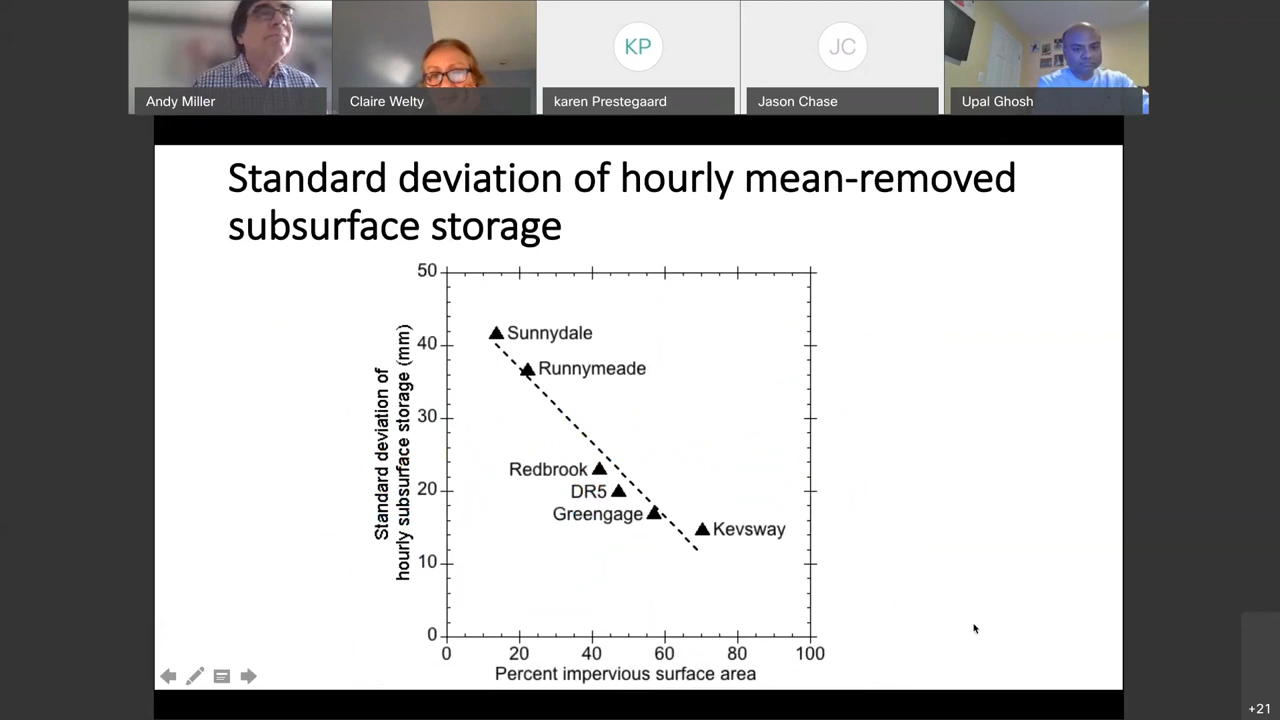 KP
JC
Andy Miller
Claire Welty
karen Prestegaard
Jason Chase
Upal Ghosh
Standard deviation of hourly mean-removed
subsurface storage
Standard deviation of
hourly subsurface storage (mm)
50
40
30
20
10
0
Sunnydale
Runnymeade
Redbrook
DR5
Greengage
Kevsway
0 20 40 60 80 100
Percent impervious surface area
+21